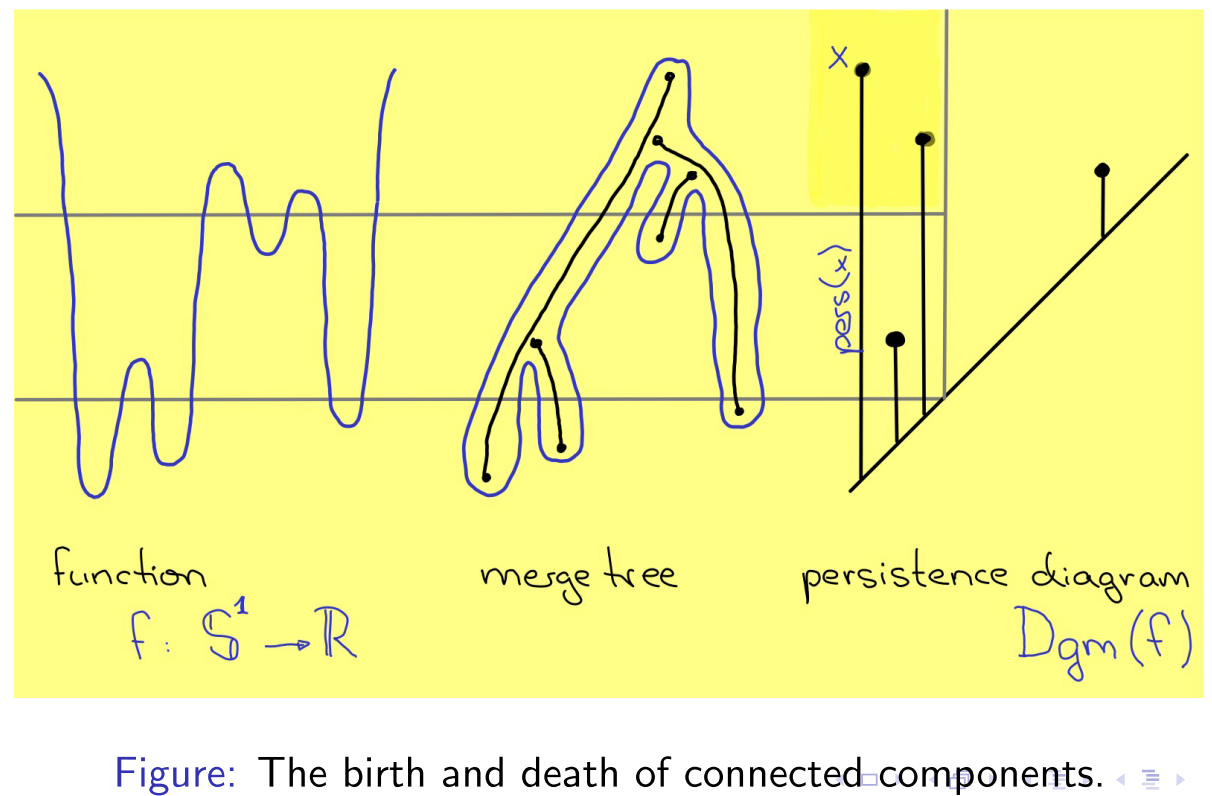 x
pers(x)
function
merge tree
persistence diagram
f: 𝕊¹ → ℝ
Dgm(f)
Figure: The birth and death of connected components.